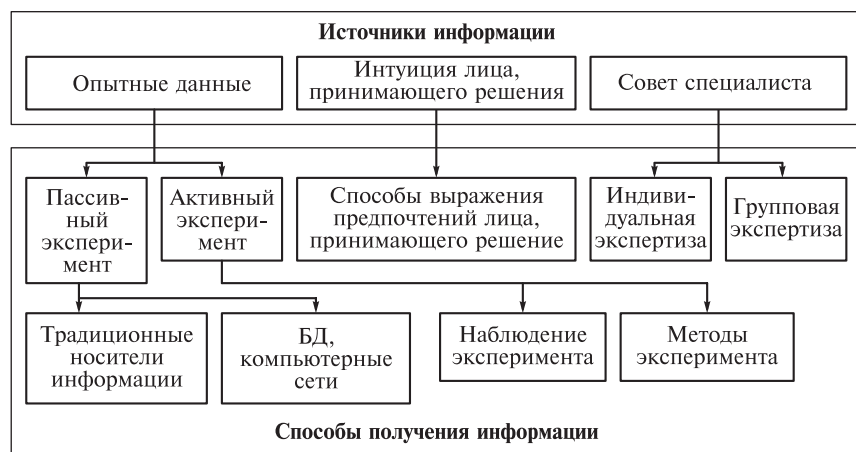 Источники информации
Опытные данные
Интуиция лица,
принимающего решения
Совет специалиста
Пассив-
ный
экспери-
мент
Активный
экспери-
мент
Способы выражения
предпочтений лица,
принимающего решение
Индиви-
дуальная
экспертиза
Групповая
экспертиза
Традиционные
носители
информации
БД,
компьютерные
сети
Наблюдение
эксперимента
Методы
эксперимента
Способы получения информации